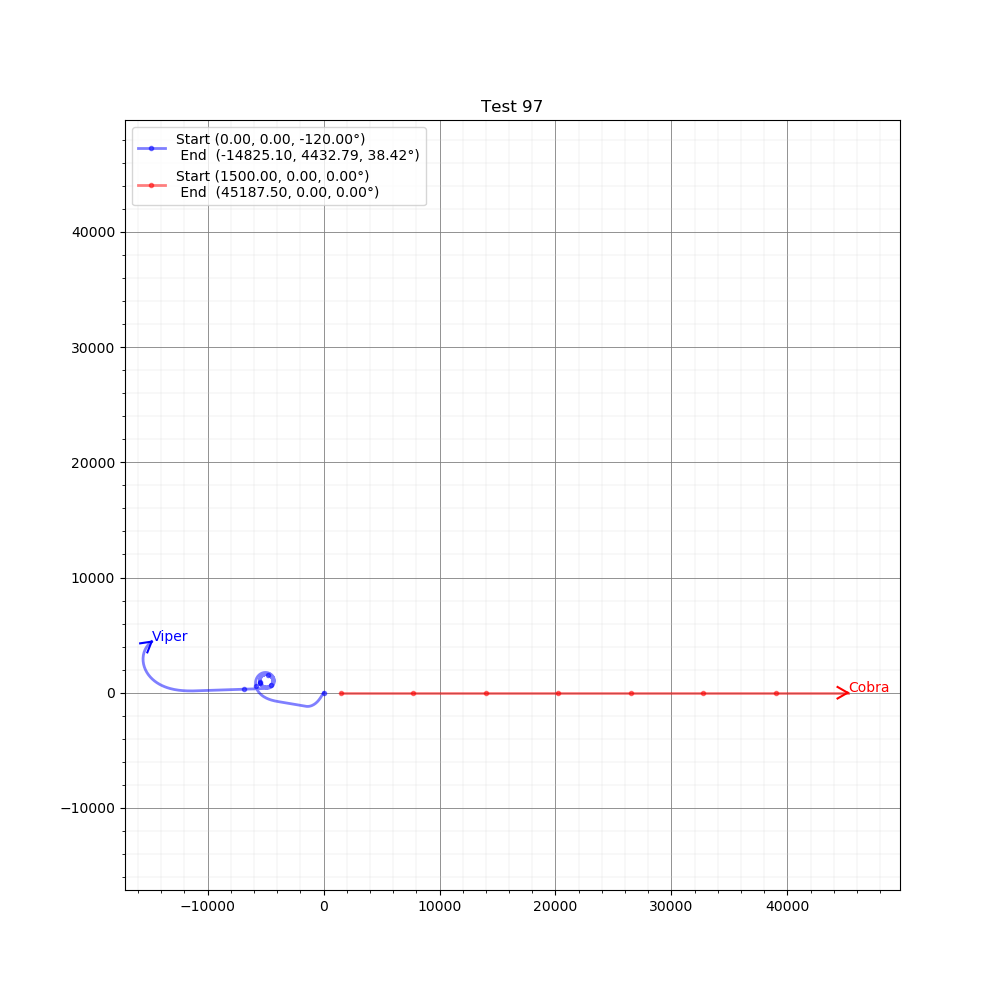 Test 97
Start (0.00, 0.00, -120.00°)
End (-14825.10, 4432.79, 38.42°)
Start (1500.00, 0.00, 0.00°)
End (45187.50, 0.00, 0.00°)
40000
30000
20000
10000
0
−10000
Viper
Cobra
−10000
0
10000
20000
30000
40000